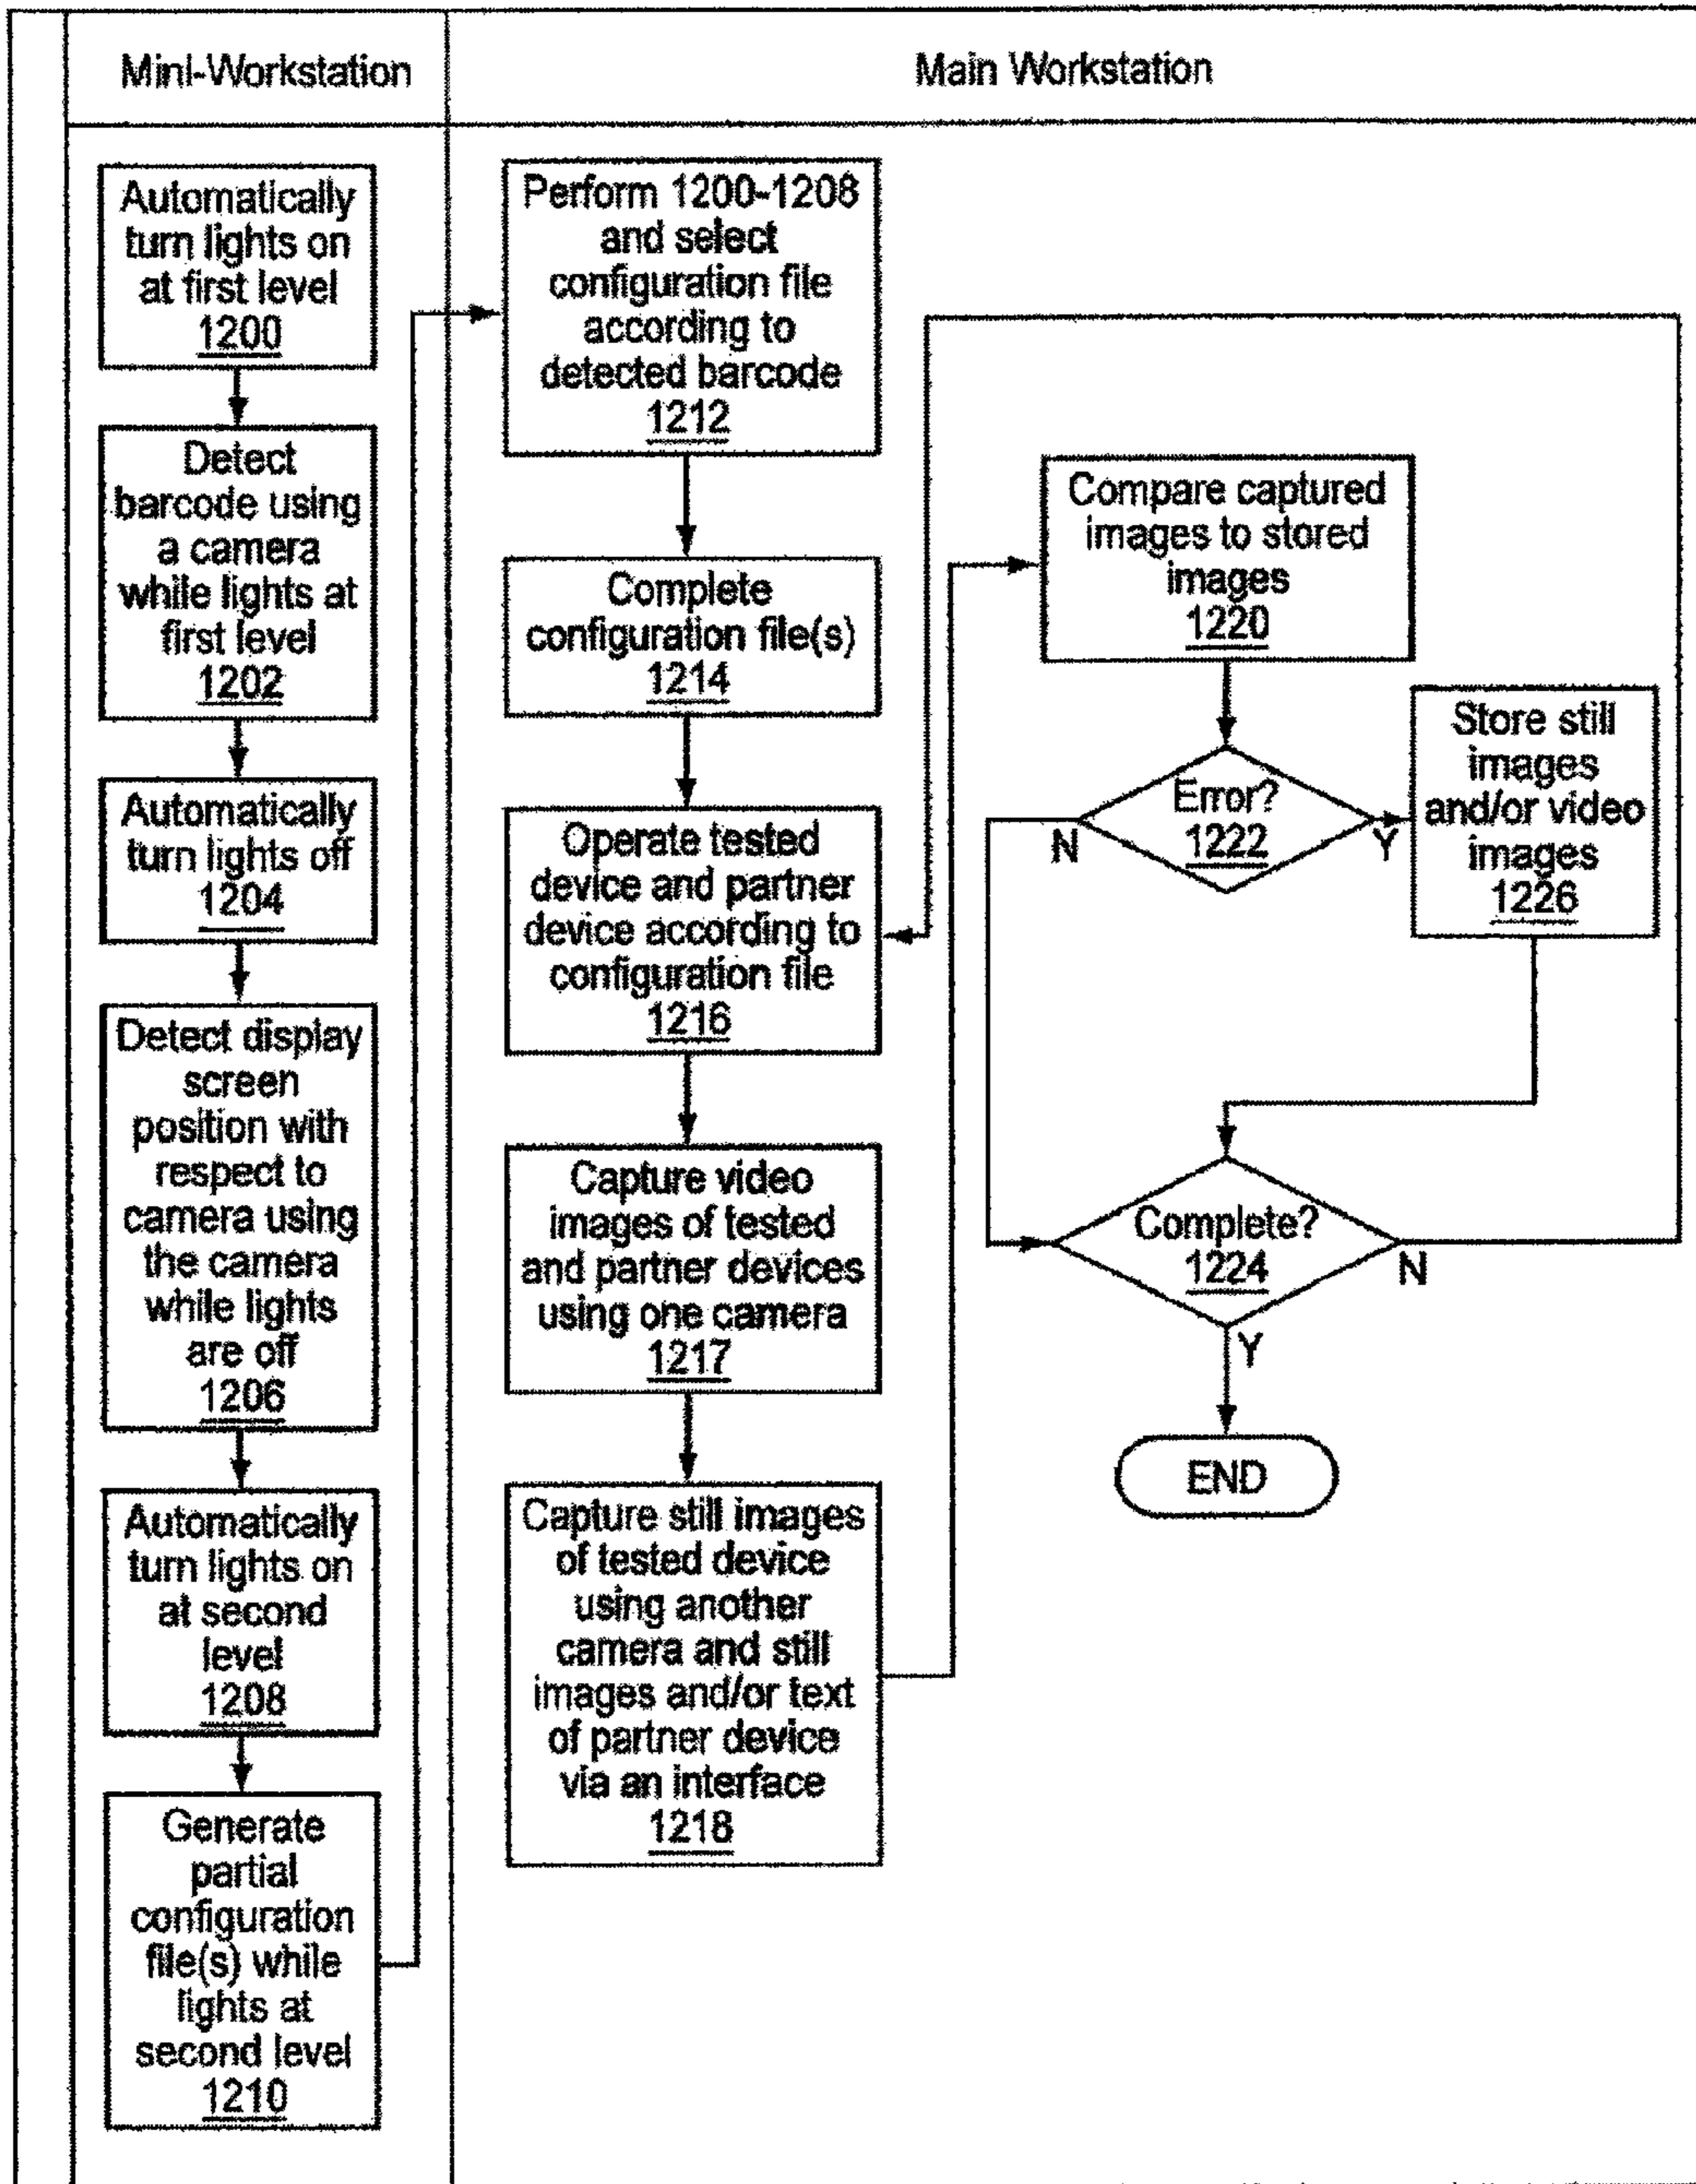 Mini-Workstation
Main Workstation
Automatically
turn lights on
at first level
1200
Detect
barcode using
a camera
while lights at
first level
1202
Automatically
turn lights off
1204
Detect display
screen
position with
respect to
camera using
the camera
while lights
are off
1206
Automatically
turn lights on
at second
level
1208
Generate
partial
configuration
file(s) while
lights at
second level
1210
Perform 1200-1208
and select
configuration file
according to
detected barcode
1212
Complete
configuration file(s)
1214
Operate tested
device and partner
device according to
configuration file
1216
Capture video
images of tested
and partner devices
using one camera
1217
Capture still images
of tested device
using another
camera and still
images and/or text
of partner device
via an interface
1218
Compare captured
images to stored
images
1220
Error?
1222
N
Y
Store still
images
and/or video
images
1226
Complete?
1224
N
Y
END